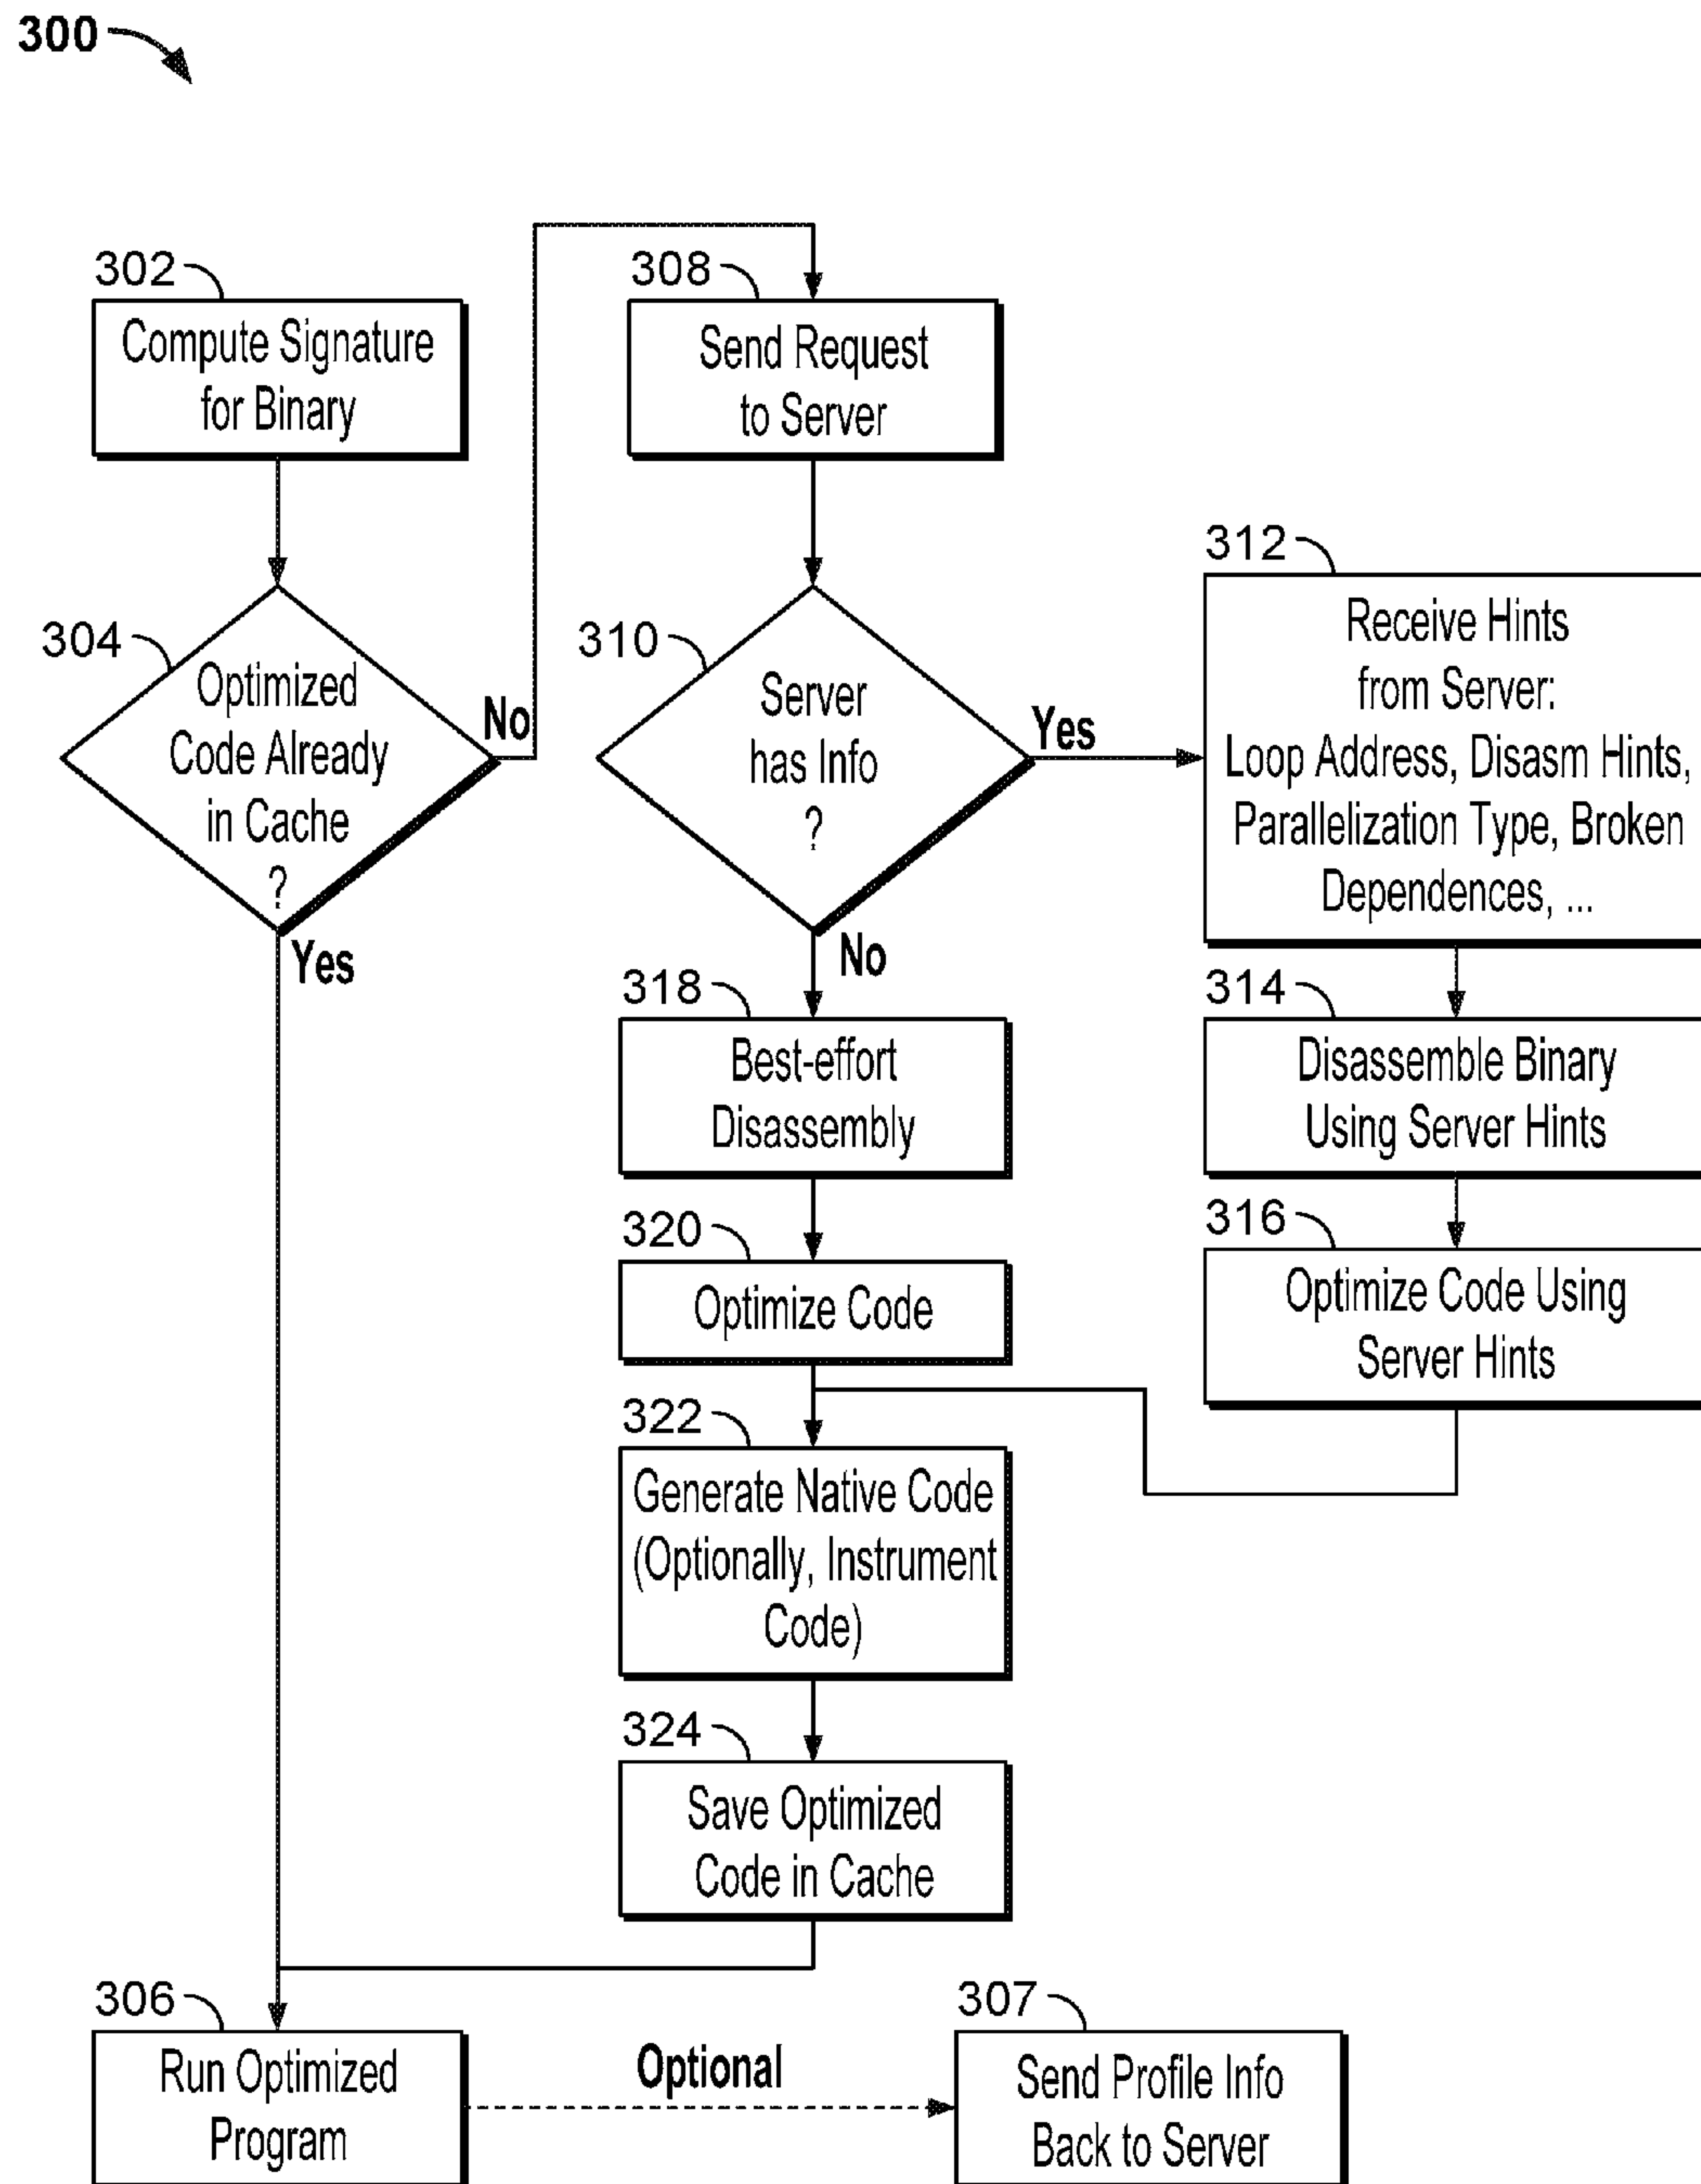 300
302
Compute Signature
for Binary
304
Optimized
Code Already
in Cache
?
No
Yes
308
Send Request
to Server
310
Server
has Info
?
Yes
No
312
Receive Hints
from Server:
Loop Address, Disasm Hints,
Parallelization Type, Broken
Dependences, ...
314
Disassemble Binary
Using Server Hints
316
Optimize Code Using
Server Hints
318
Best-effort
Disassembly
320
Optimize Code
322
Generate Native Code
(Optionally, Instrument
Code)
324
Save Optimized
Code in Cache
306
Run Optimized
Program
Optional
307
Send Profile Info
Back to Server